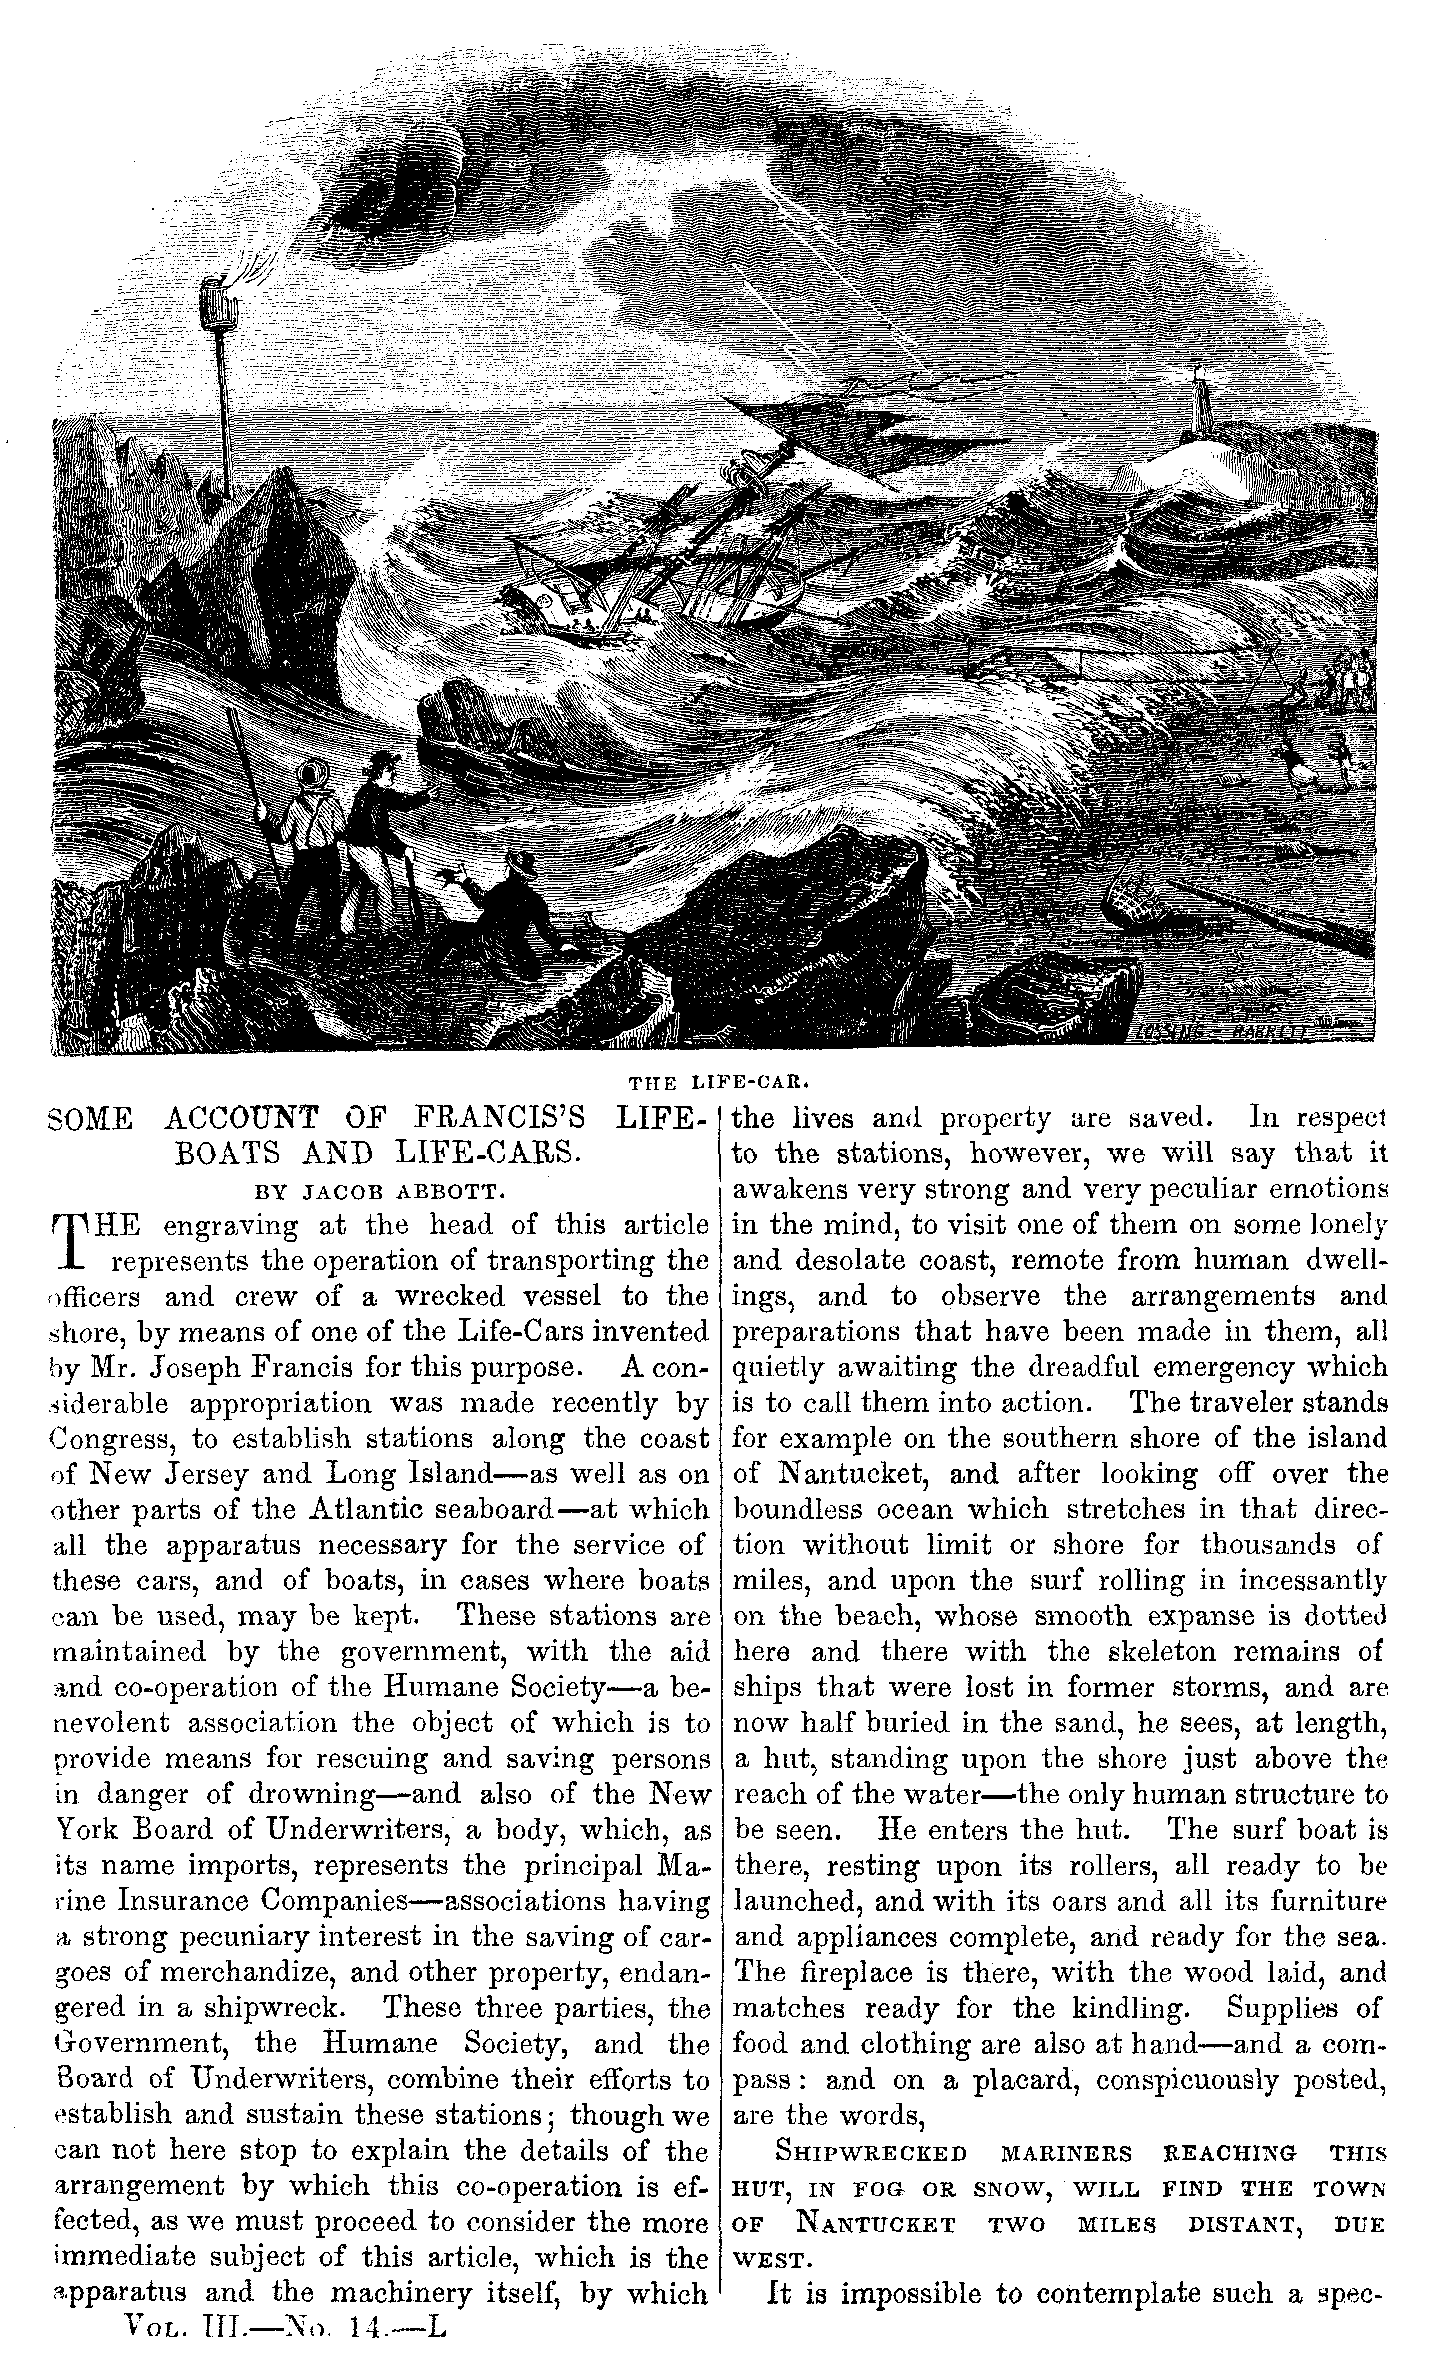 LOSSING = BARRITT
THE LIFE-CAR.
SOME ACCOUNT OF FRANCIS'S LIFE-
BOATS AND LIFE-CARS.
BY JACOB ABBOTT.
THE engraving at the head of this article
represents the operation of transporting the
officers and crew of a wrecked vessel to the
shore, by means of one of the Life-Cars invented
by Mr. Joseph Francis for this purpose. A con-
siderable appropriation was made recently by
Congress, to establish stations along the coast
of New Jersey and Long Island—as well as on
other parts of the Atlantic seaboard—at which
all the apparatus necessary for the service of
these cars, and of boats, in cases where boats
can be used, may be kept. These stations are
maintained by the government, with the aid
and co-operation of the Humane Society—a be-
nevolent association the object of which is to
provide means for rescuing and saving persons
in danger of drowning—and also of the New
York Board of Underwriters, a body, which, as
its name imports, represents the principal Ma-
rine Insurance Companies—associations having
a strong pecuniary interest in the saving of car-
goes of merchandize, and other property, endan-
gered in a shipwreck. These three parties, the
Government, the Humane Society, and the
Board of Underwriters, combine their efforts to
establish and sustain these stations; though we
can not here stop to explain the details of the
arrangement by which this co-operation is ef-
fected, as we must proceed to consider the more
immediate subject of this article, which is the
apparatus and the machinery itself, by which
VOL. III.—No. 14.—L
the lives and property are saved. In respect
to the stations, however, we will say that it
awakens very strong and very peculiar emotions
in the mind, to visit one of them on some lonely
and desolate coast, remote from human dwell-
ings, and to observe the arrangements and
preparations that have been made in them, all
quietly awaiting the dreadful emergency which
is to call them into action. The traveler stands
for example on the southern shore of the island
of Nantucket, and after looking off over the
boundless ocean which stretches in that direc-
tion without limit or shore for thousands of
miles, and upon the surf rolling in incessantly
on the beach, whose smooth expanse is dotted
here and there with the skeleton remains of
ships that were lost in former storms, and are
now half buried in the sand, he sees, at length,
a hut, standing upon the shore just above the
reach of the water—the only human structure to
be seen. He enters the hut. The surf boat is
there, resting upon its rollers, all ready to be
launched, and with its oars and all its furniture
and appliances complete, and ready for the sea.
The fireplace is there, with the wood laid, and
matches ready for the kindling. Supplies of
food and clothing are also at hand—and a com-
pass: and on a placard, conspicuously posted,
are the words,
SHIPWRECKED MARINERS REACHING THIS
HUT, IN FOG OR SNOW, WILL FIND THE TOWN
OF NANTUCKET TWO MILES DISTANT, DUE
WEST.
It is impossible to contemplate such a spec-